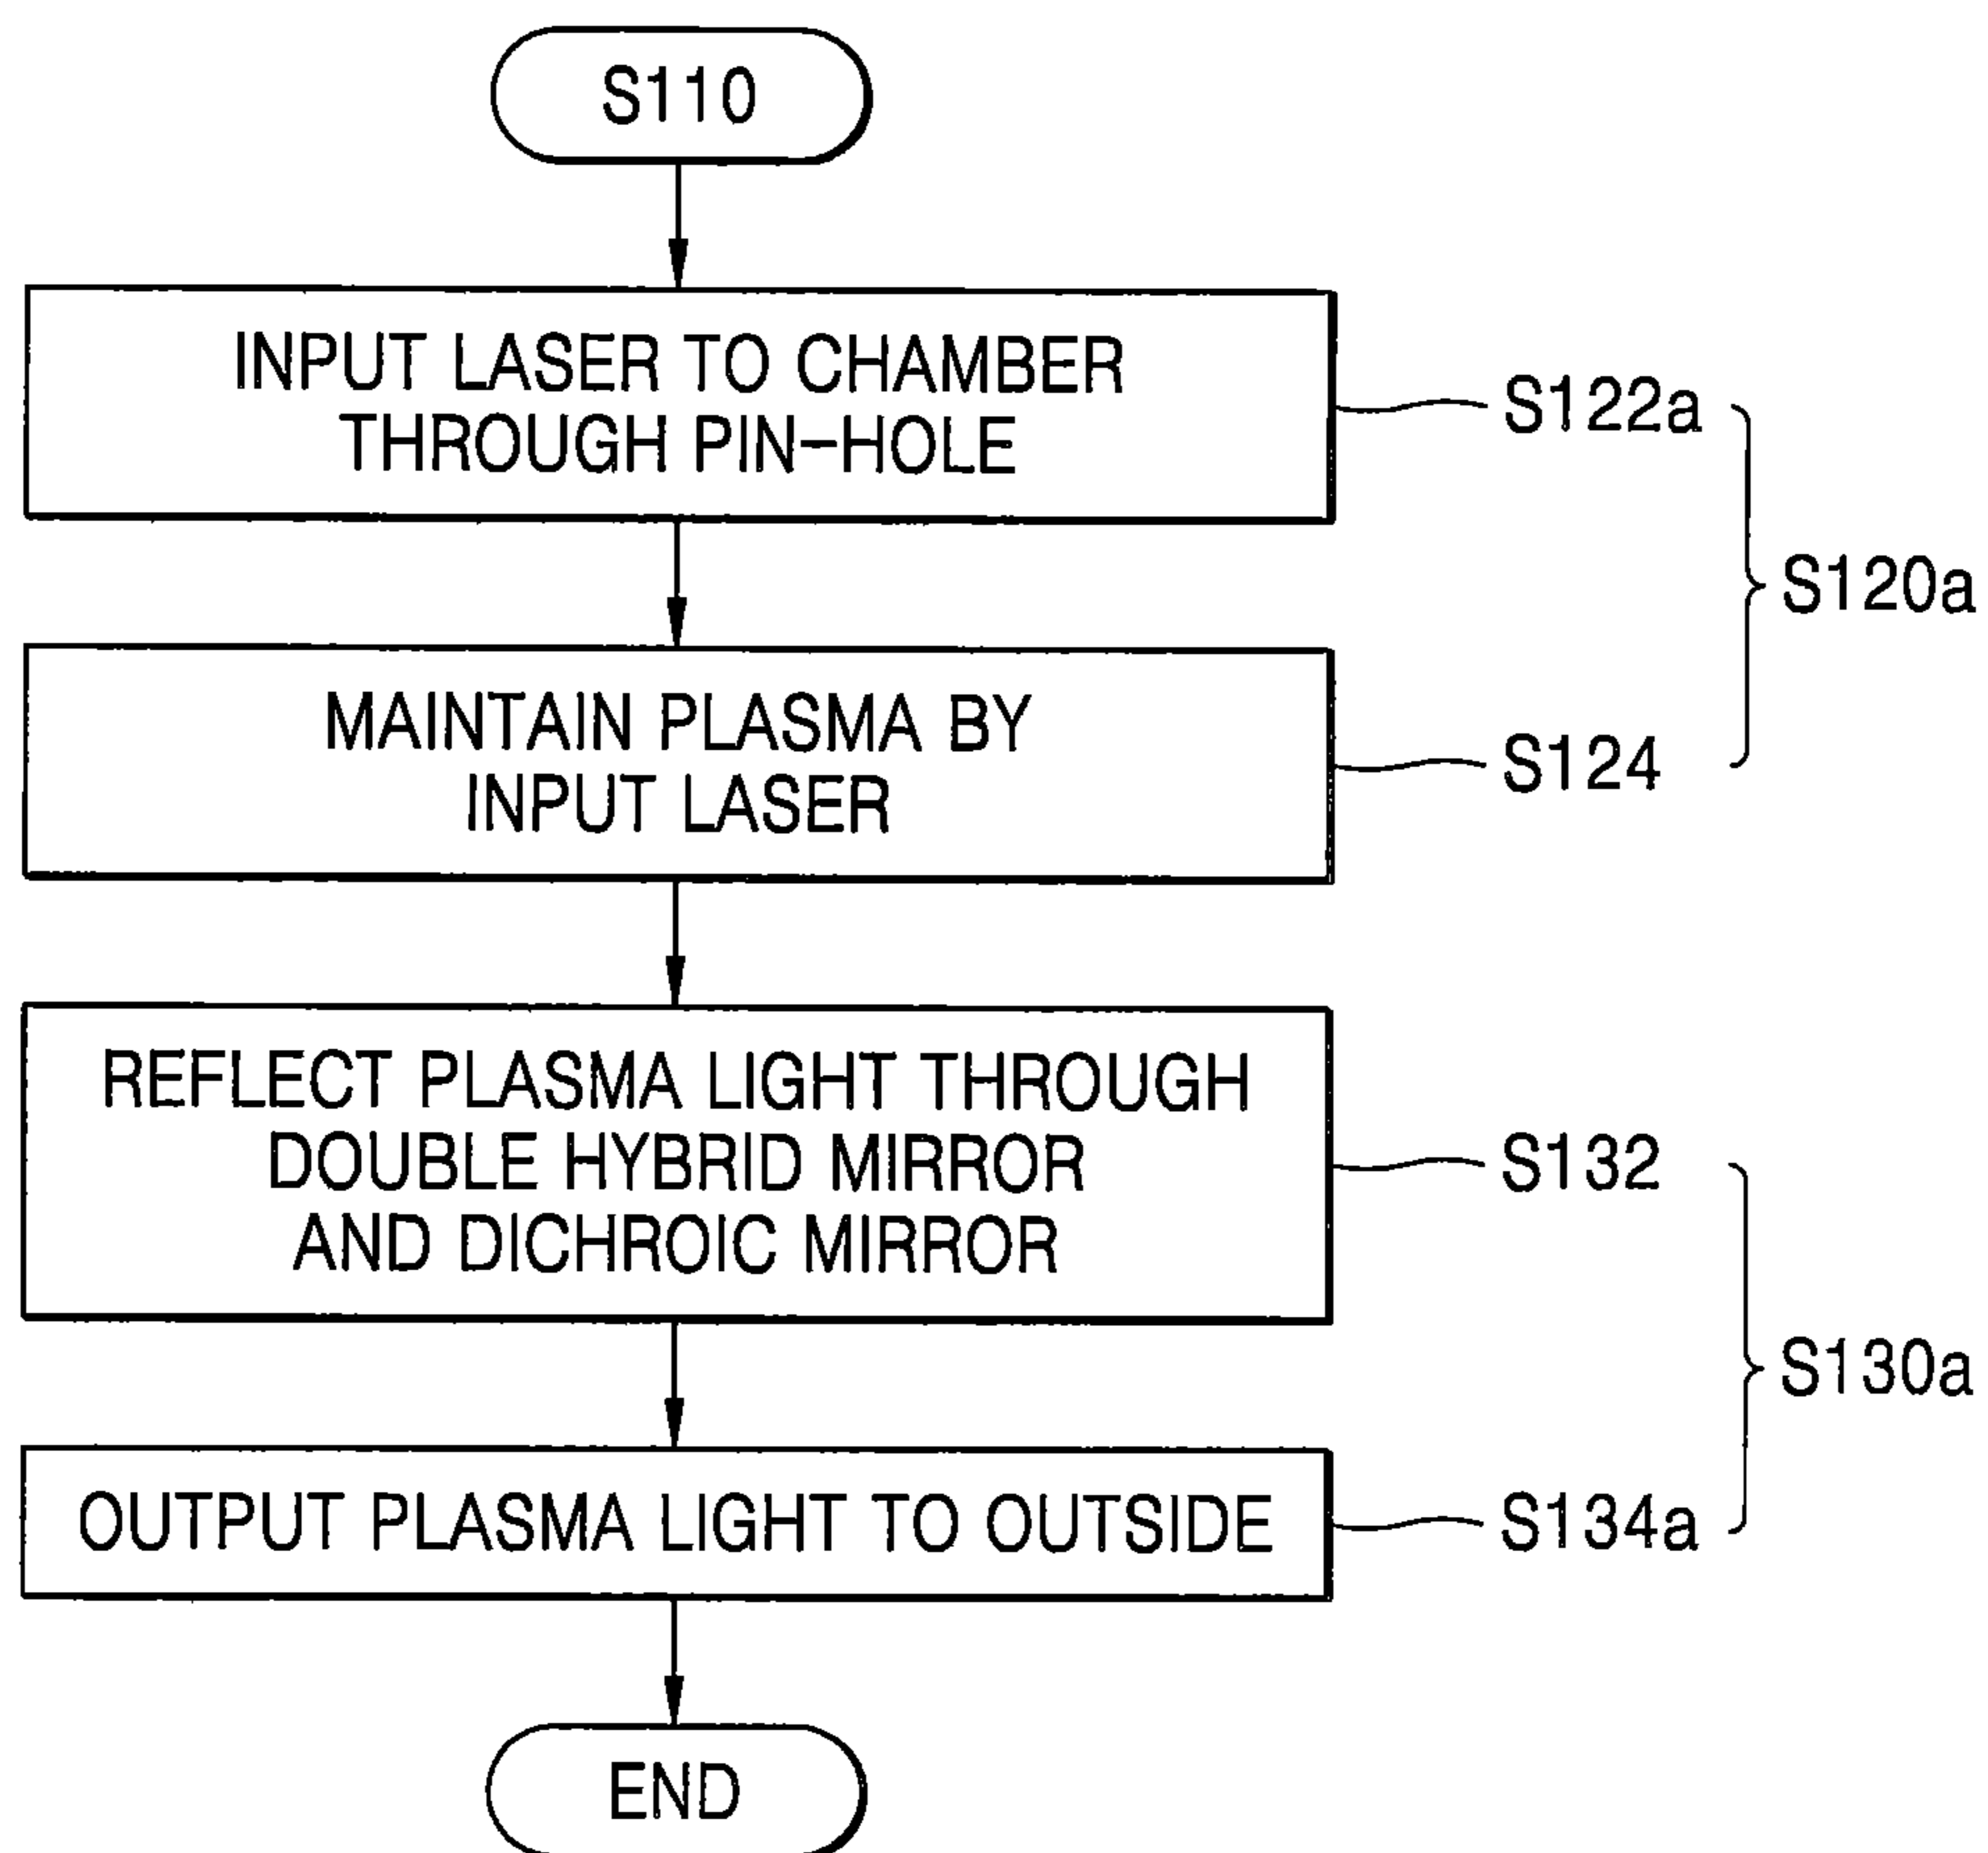 S110
INPUT LASER TO CHAMBER
THROUGH PIN-HOLE
S122a
S120a
MAINTAIN PLASMA BY
INPUT LASER
S124
REFLECT PLASMA LIGHT THROUGH
DOUBLE HYBRID MIRROR
AND DICHROIC MIRROR
S132
S130a
OUTPUT PLASMA LIGHT TO OUTSIDE
S134a
END